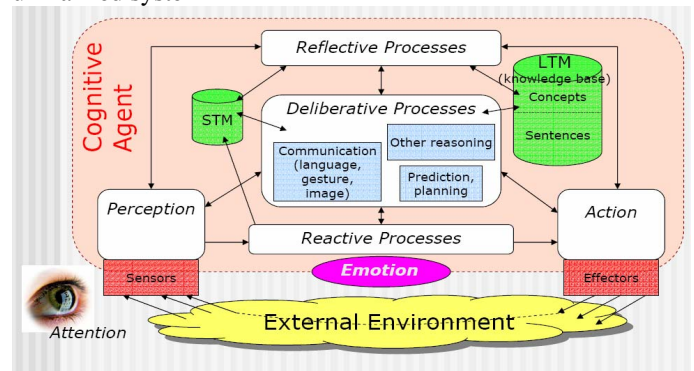 Reflective Processes
Cognitive
Agent
LTM
(knowledge base)
Concepts
Sentences
STM
Deliberative Processes
Communication
(language,
gesture,
image)
Other reasoning
Prediction,
planning
Perception
Action
Reactive Processes
Emotion
Sensors
Effectors
Attention
External Environment